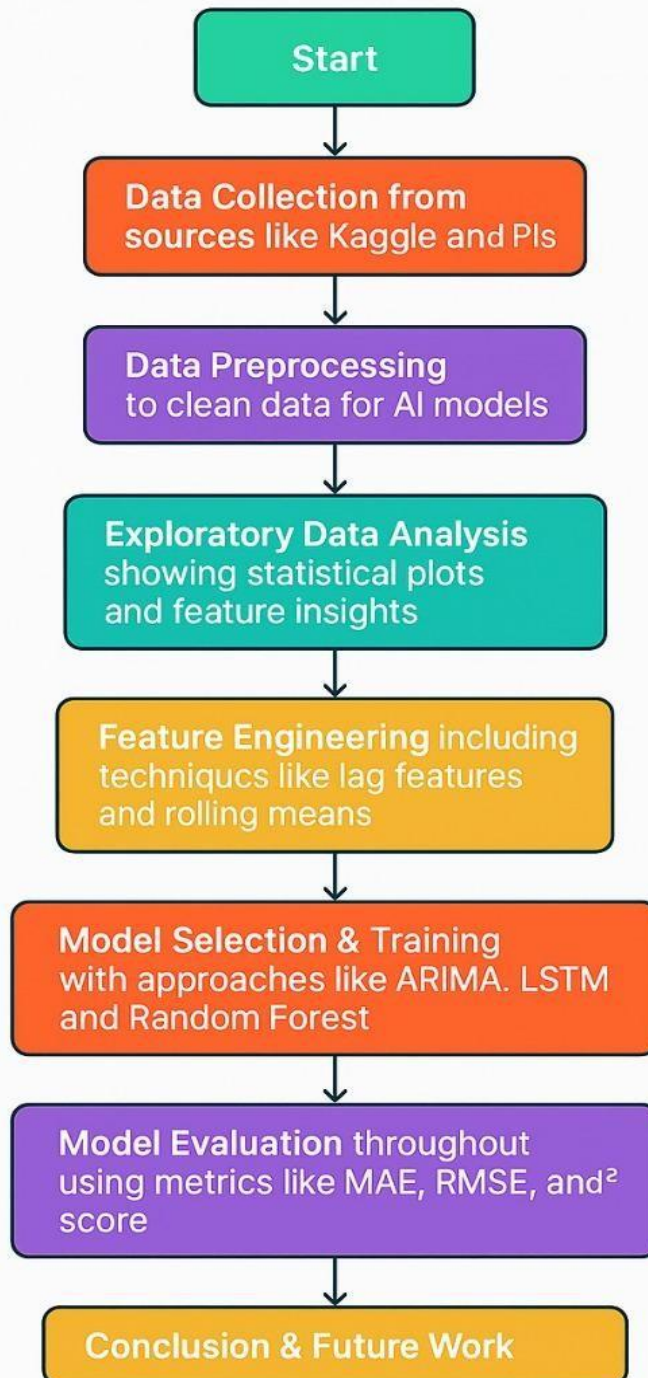 Start
Data Collection from
sources like Kaggle and PIs
Data Preprocessing
to clean data for AI models
Exploratory Data Analysis
showing statistical plots
and feature insights
Feature Engineering including
techniqucs like lag features
and rolling means
Model Selection & Training
with approaches like ARIMA. LSTM
and Random Forest
Model Evaluation throughout
using metrics like MAE, RMSE, and²
score
Conclusion & Future Work